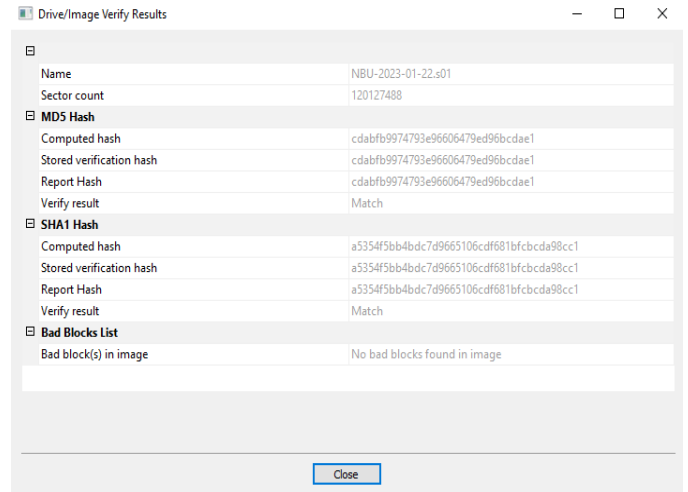 Drive/Image Verify Results
Name NBU-2023-01-22.s01
Sector count 120127488
MD5 Hash
Computed hash cdabfb9974793e96606479ed96bcdae1
Stored verification hash cdabfb9974793e96606479ed96bcdae1
Report Hash cdabfb9974793e96606479ed96bcdae1
Verify result Match
SHA1 Hash
Computed hash a5354f5bb4bdc7d9665106cdf681bfcbcda98cc1
Stored verification hash a5354f5bb4bdc7d9665106cdf681bfcbcda98cc1
Report Hash a5354f5bb4bdc7d9665106cdf681bfcbcda98cc1
Verify result Match
Bad Blocks List
Bad block(s) in image No bad blocks found in image
Close